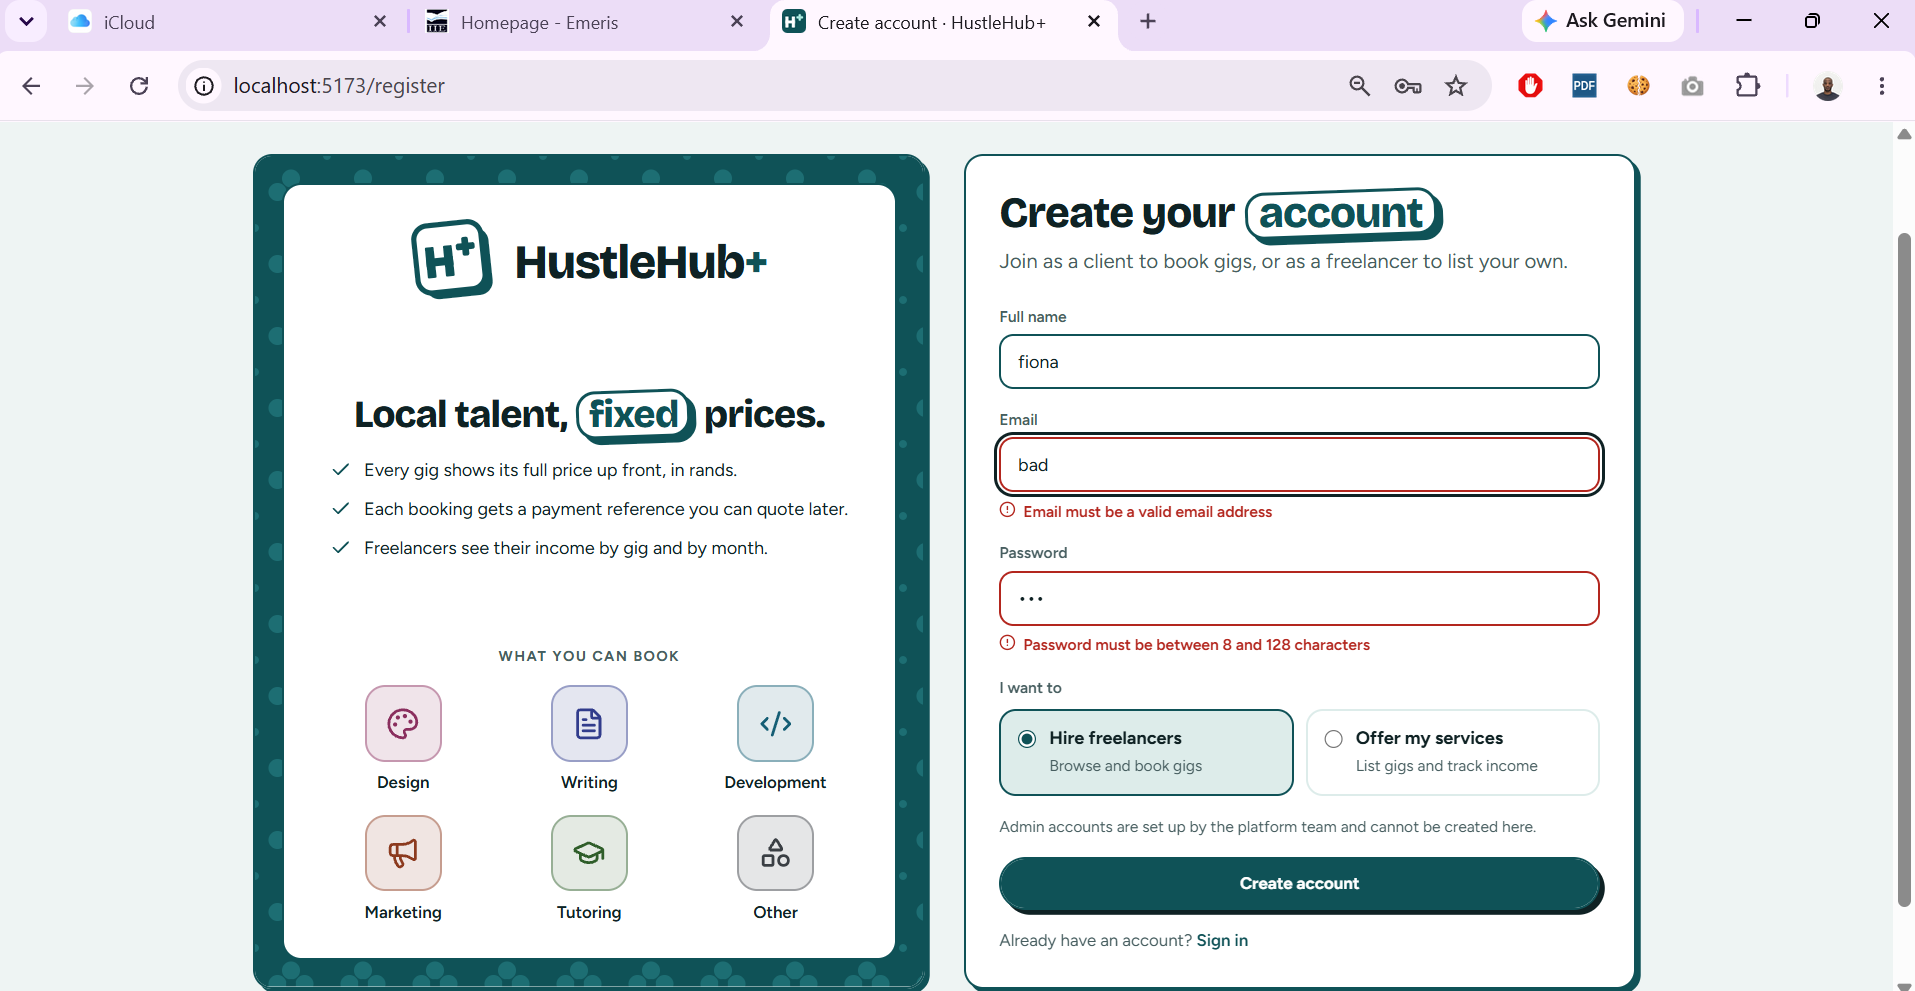 iCloud
Homepage - Emeris
Create account · HustleHub+
Ask Gemini
localhost:5173/register
PDF
H+
HustleHub+
Local talent, fixed prices.
Every gig shows its full price up front, in rands.
Each booking gets a payment reference you can quote later.
Freelancers see their income by gig and by month.
WHAT YOU CAN BOOK
Design
Writing
Development
Marketing
Tutoring
Other
Create your account
Join as a client to book gigs, or as a freelancer to list your own.
Full name
fiona
Email
bad
Email must be a valid email address
Password
Password must be between 8 and 128 characters
I want to
Hire freelancers
Browse and book gigs
Offer my services
List gigs and track income
Admin accounts are set up by the platform team and cannot be created here.
Create account
Already have an account? Sign in